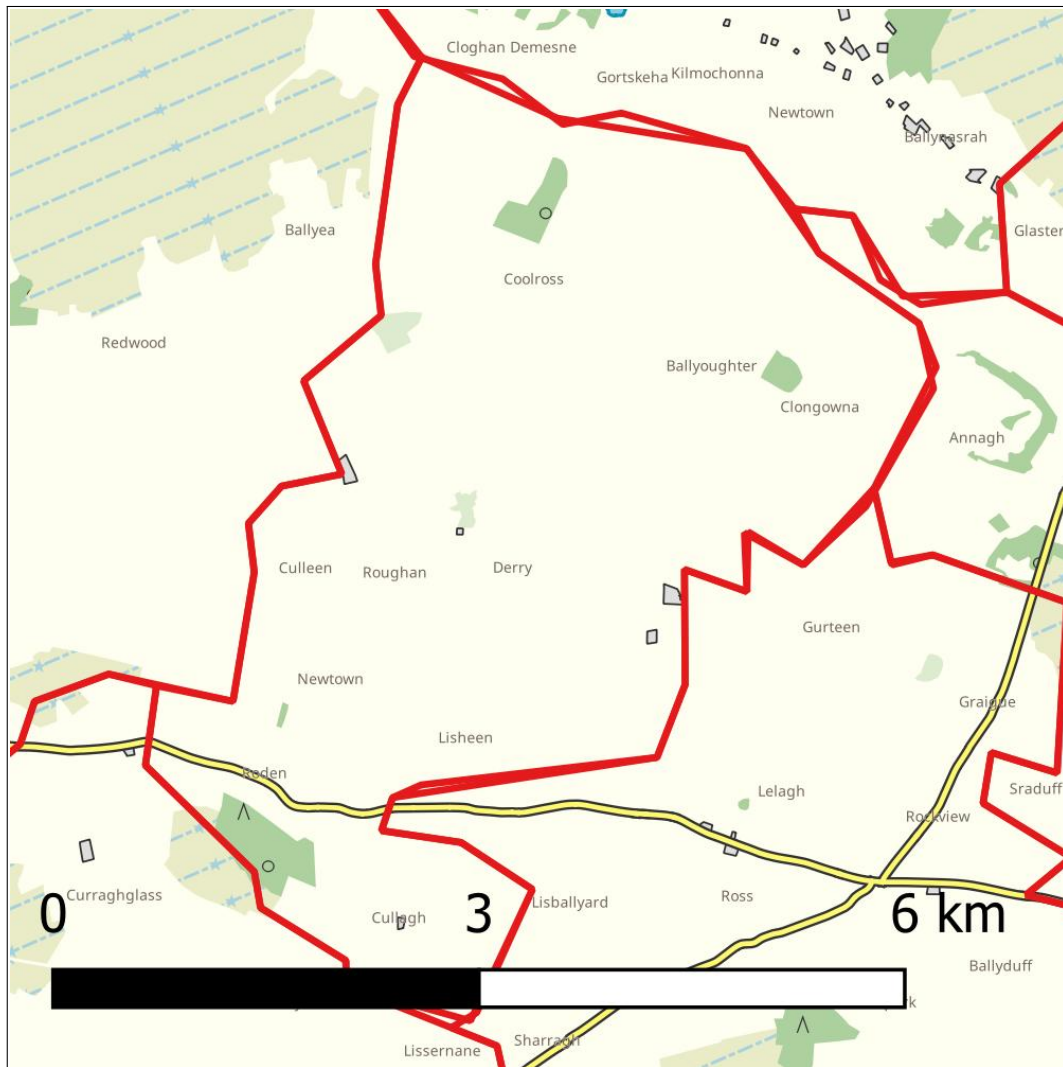 Cloghan Demesne
Gortskeha
Kilmochonna
Newtown
Ballynasrah
Ballyea
Coolross
Redwood
Ballyoughter
Clongowna
Annagh
Culleen
Roughan
Derry
Gurteen
Newtown
Graigue
Lisheen
Roden
Lelagh
Sraduff
Rockview
Curraghglass
Cullagh
Lisballyard
Ross
0
3
6 km
Ballyduff
Sharragh
Lissernane